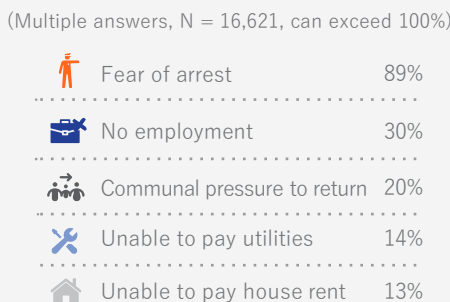 (Multiple answers, N = 16,621, can exceed 100%)
Fear of arrest 89%
No employment 30%
Communal pressure to return 20%
Unable to pay utilities 14%
Unable to pay house rent 13%